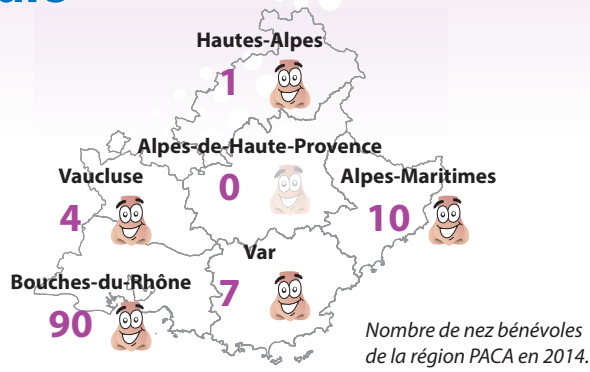 Hautes-Alpes
1
Alpes-de-Haute-Provence
0
Vaucluse
4
Alpes-Maritimes
10
Var
7
Bouches-du-Rhône
90
Nombre de nez bénévoles
de la région PACA en 2014.